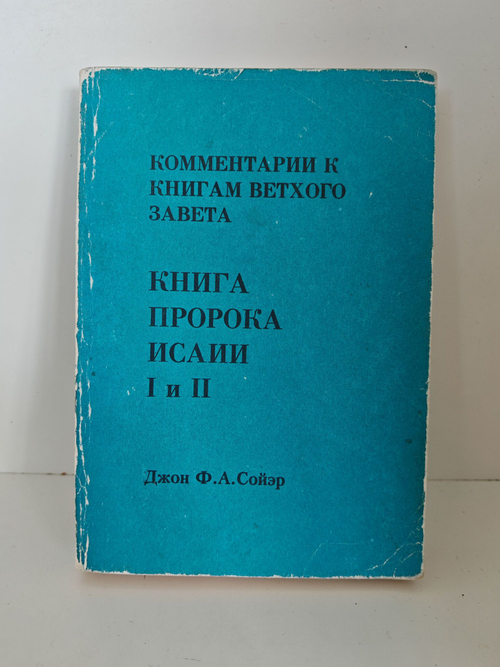 КОММЕНТАРИИ К
КНИГАМ ВЕТХОГО
ЗАВЕТА
КНИГА
ПРОРОКА
ИСАИИ
I и II
Джон Ф.А.Сойэр